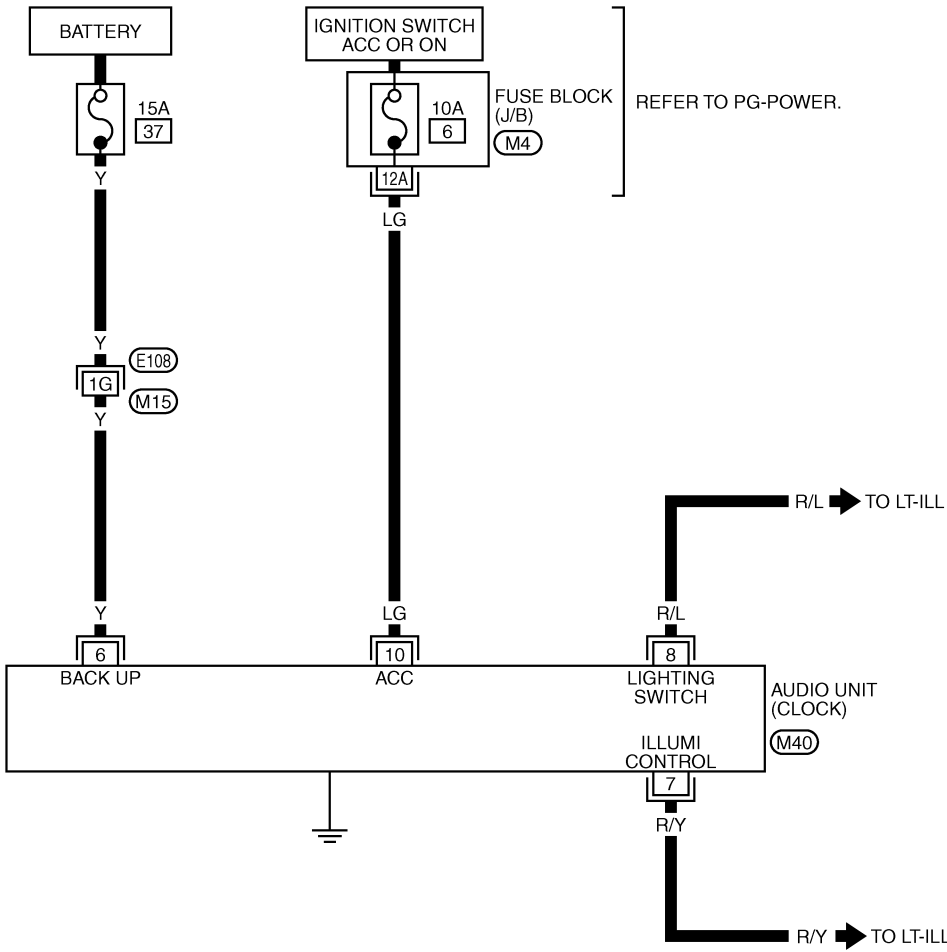 BATTERY
IGNITION SWITCH
ACC OR ON
15A
37
10A
6
FUSE BLOCK
(J/B)
M4
REFER TO PG-POWER.
12A
Y
LG
Y
E108
1G
M15
Y
R/L
TO LT-ILL
Y
LG
R/L
6
10
8
BACK UP
ACC
LIGHTING
SWITCH
AUDIO UNIT
(CLOCK)
M40
ILLUMI
CONTROL
7
R/Y
R/Y
TO LT-ILL